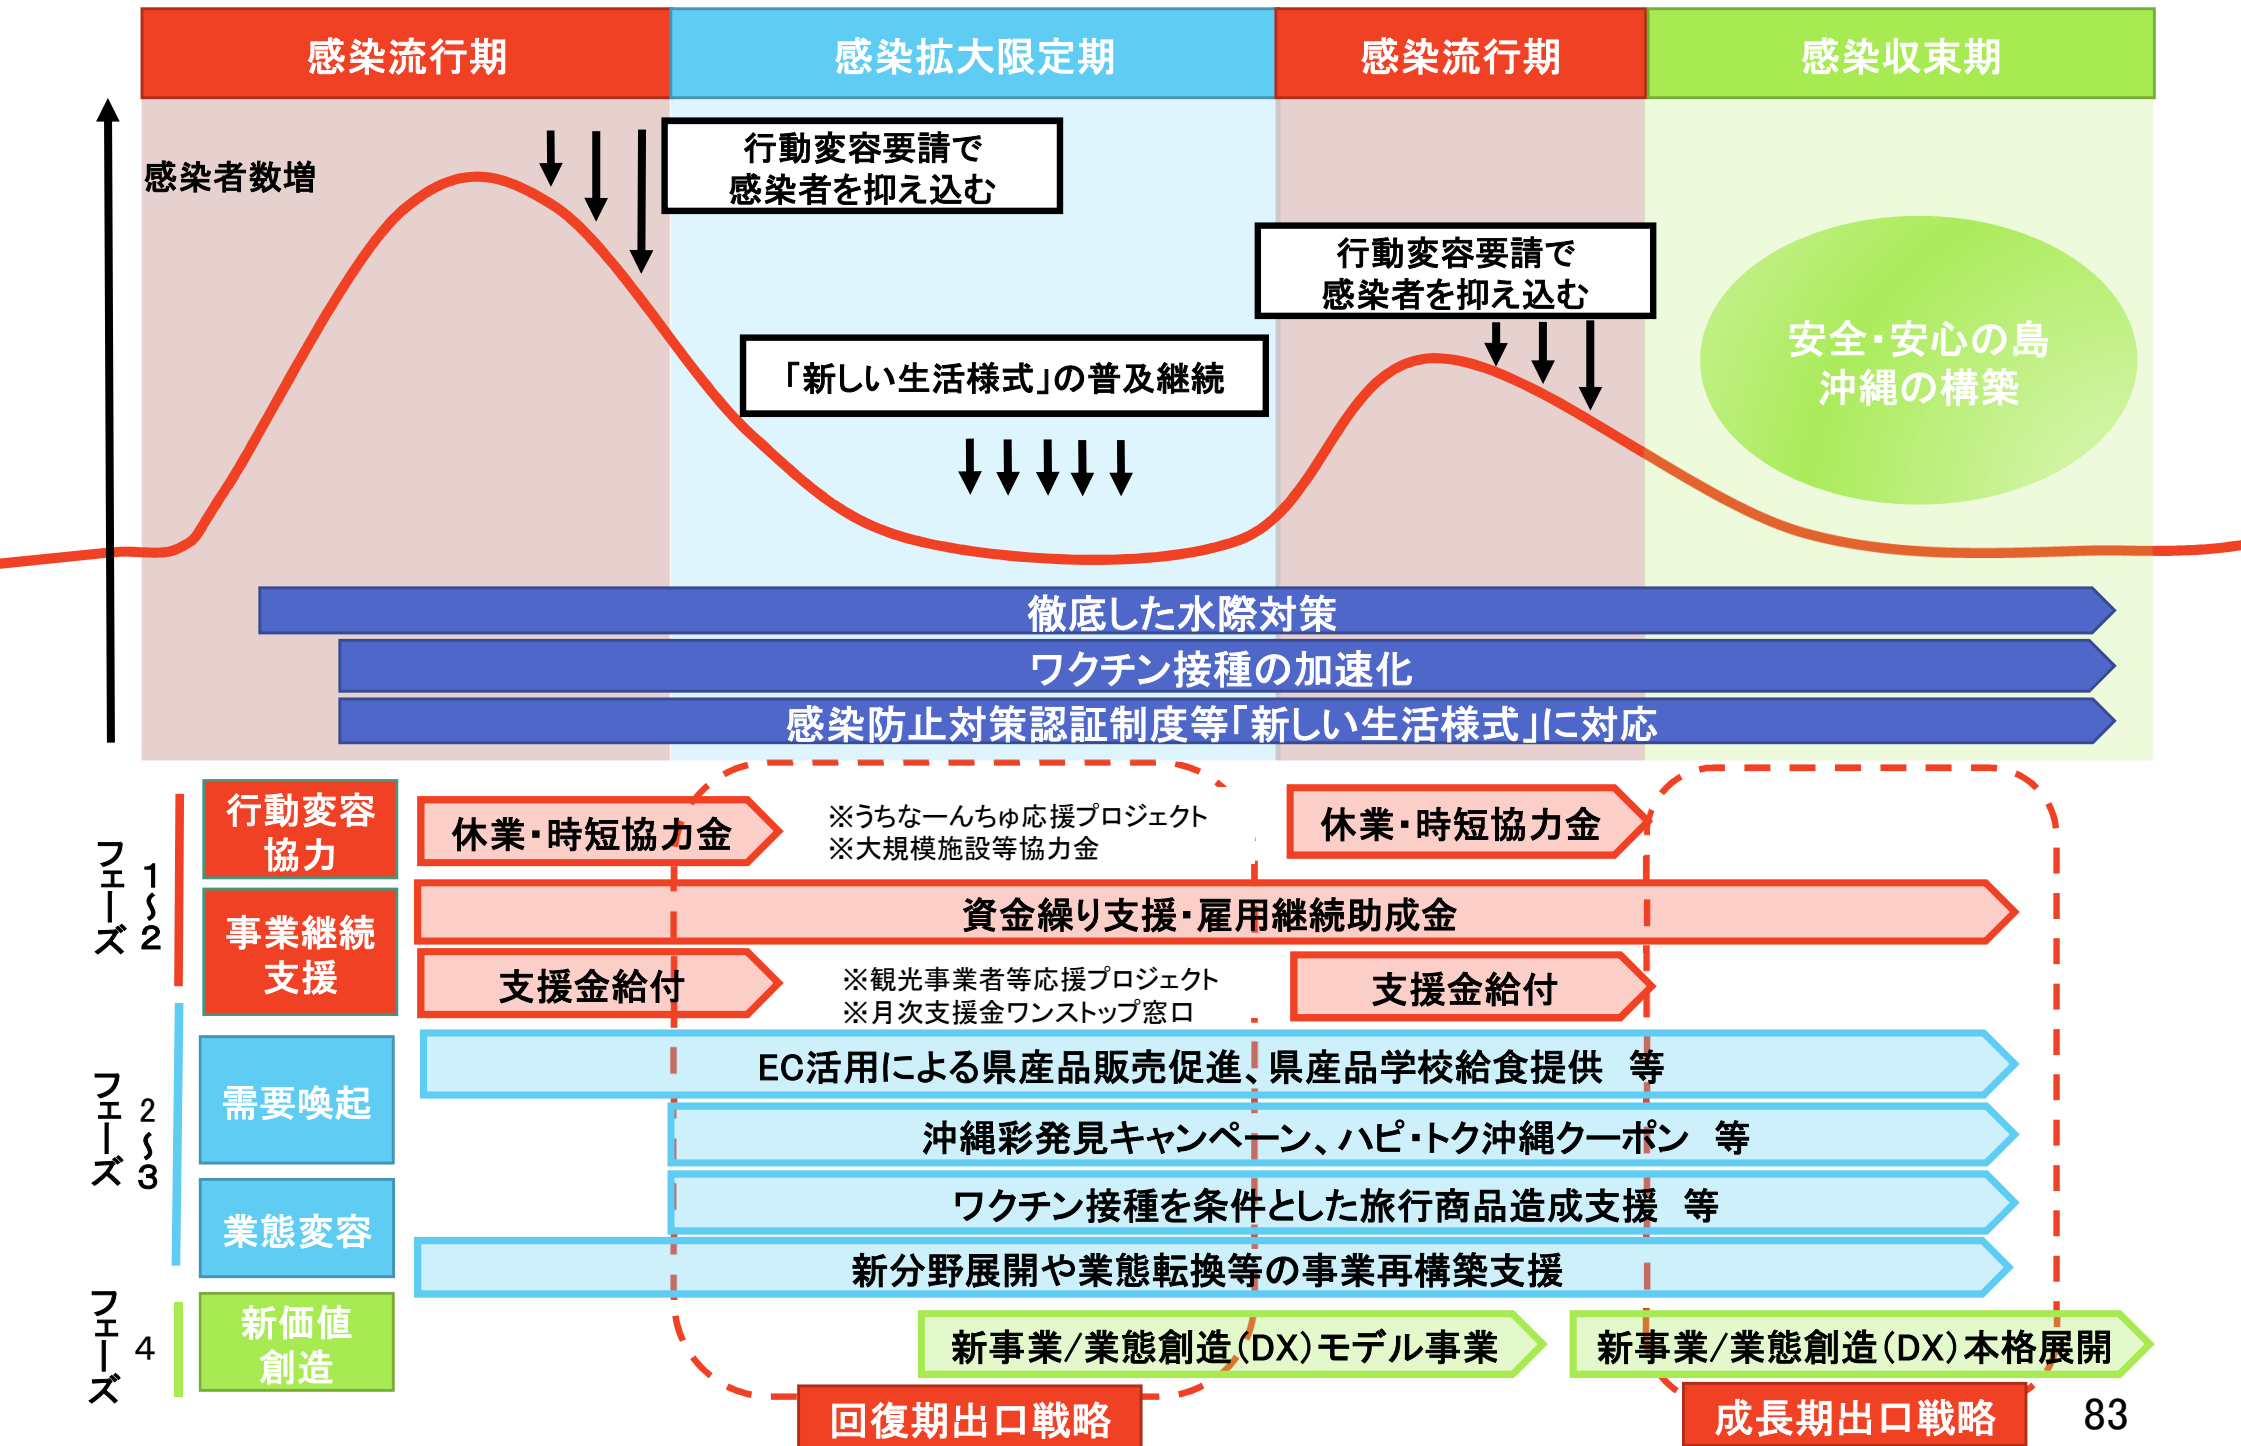 感染流行期
感染拡大限定期
感染流行期
感染収束期
感染者数増
行動変容要請で
感染者を抑え込む
行動変容要請で
感染者を抑え込む
「新しい生活様式」の普及継続
安全・安心の島
沖縄の構築
徹底した水際対策
ワクチン接種の加速化
感染防止対策認証制度等「新しい生活様式」に対応
フェーズ
1~2
行動変容
協力
休業・時短協力金
※うちなーんちゅ応援プロジェクト
※大規模施設等協力金
休業・時短協力金
事業継続
支援
資金繰り支援・雇用継続助成金
支援金給付
※観光事業者等応援プロジェクト
※月次支援金ワンストップ窓口
支援金給付
フェーズ
2~3
需要喚起
EC活用による県産品販売促進、県産品学校給食提供 等
沖縄彩発見キャンペーン、ハピ・トク沖縄クーポン 等
業態変容
ワクチン接種を条件とした旅行商品造成支援 等
新分野展開や業態転換等の事業再構築支援
フェーズ
4
新価値
創造
新事業/業態創造(DX)モデル事業
新事業/業態創造(DX)本格展開
回復期出口戦略
成長期出口戦略
83